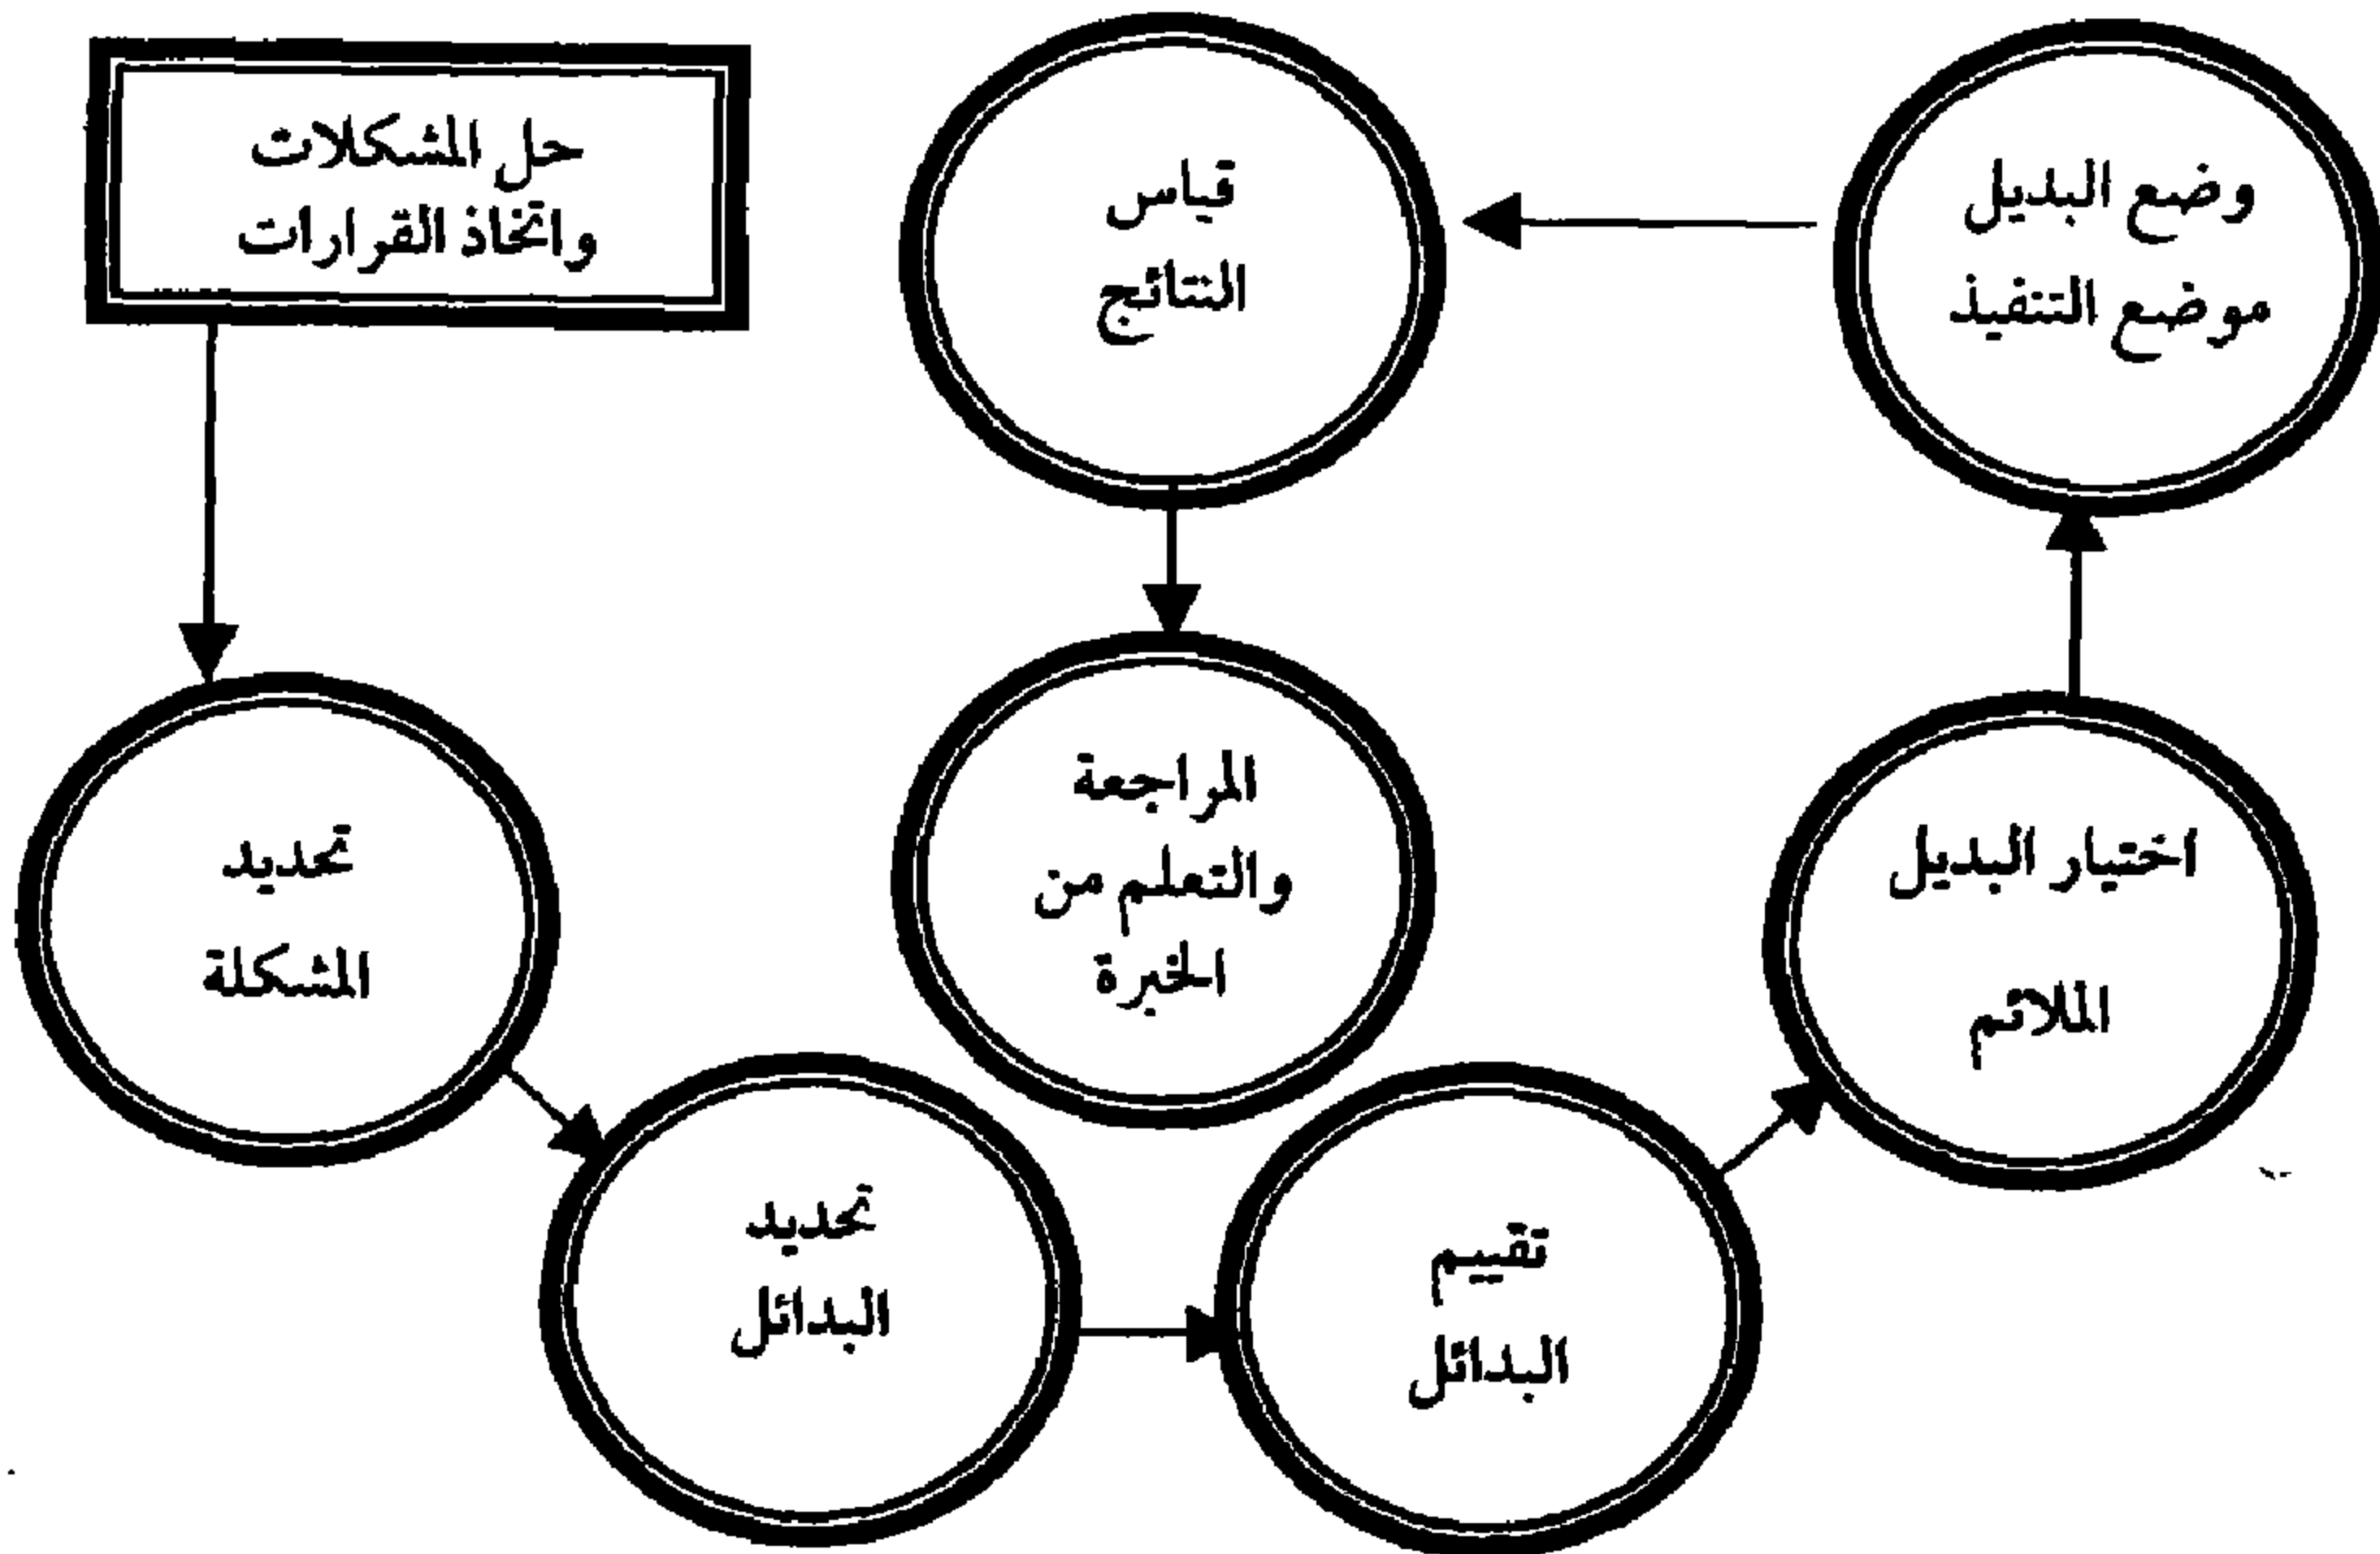 حل المشكلات
واتخاذ القرارات
تحديد
المشكلة
تحديد
البدائل
تقييم
البدائل
اختيار البديل
الملائم
وضع البديل
موضع التنفيذ
قياس
النتائج
المراجعة
والتعلم من
الخبرة